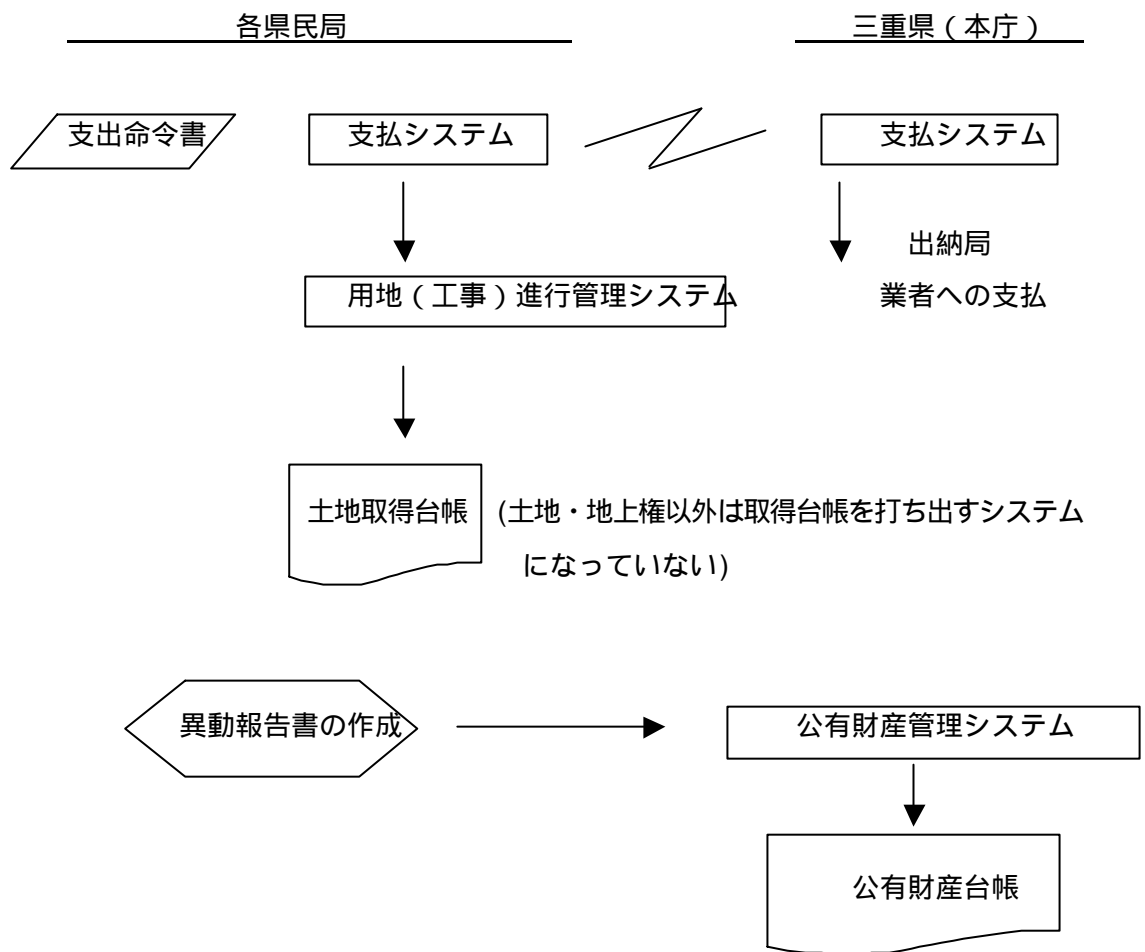 各県民局
三重県（本庁）
支出命令書
支払システム
支払システム
出納局
用地（工事）進行管理システム
業者への支払
土地取得台帳
(土地・地上権以外は取得台帳を打ち出すシステム
になっていない)
異動報告書の作成
公有財産管理システム
公有財産台帳